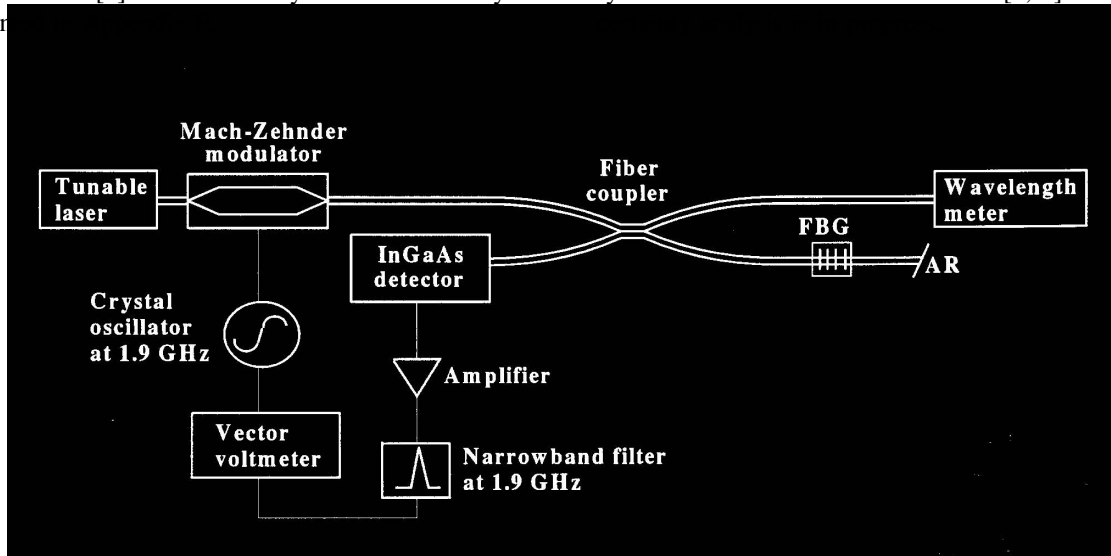 Mach-Zehnder
modulator
Tunable
laser
Fiber
coupler
Wavelength
meter
FBG
AR
InGaAs
detector
Crystal
oscillator
at 1.9 GHz
Amplifier
Vector
voltmeter
Narrowband filter
at 1.9 GHz